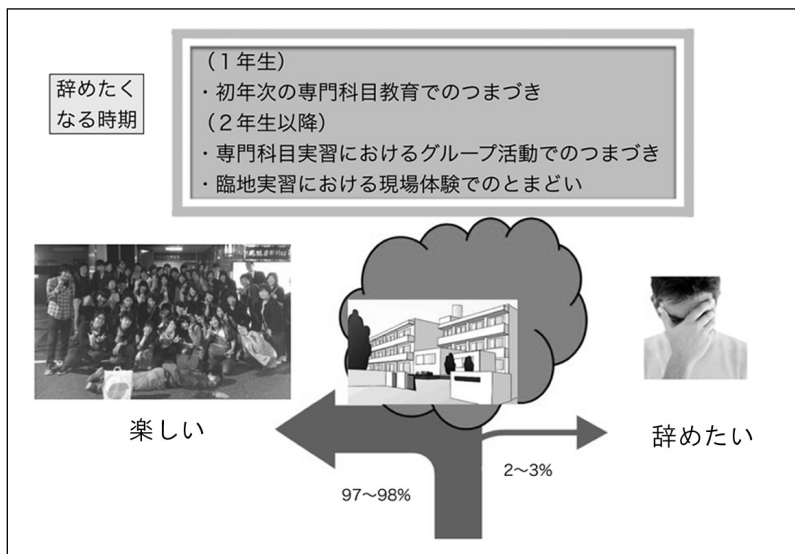 辞めたく
なる時期
（１年生）
・初年次の専門科目教育でのつまづき
（２年生以降）
・専門科目実習におけるグループ活動でのつまづき
・臨地実習における現場体験でのとまどい
楽しい
辞めたい
2〜3%
97〜98%